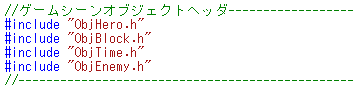 //ゲームシーンオブジェクトヘッダ------------------
#include "ObjHero.h"
#include "ObjBlock.h"
#include "ObjTime.h"
#include "ObjEnemy.h"
//------------------------------------------------